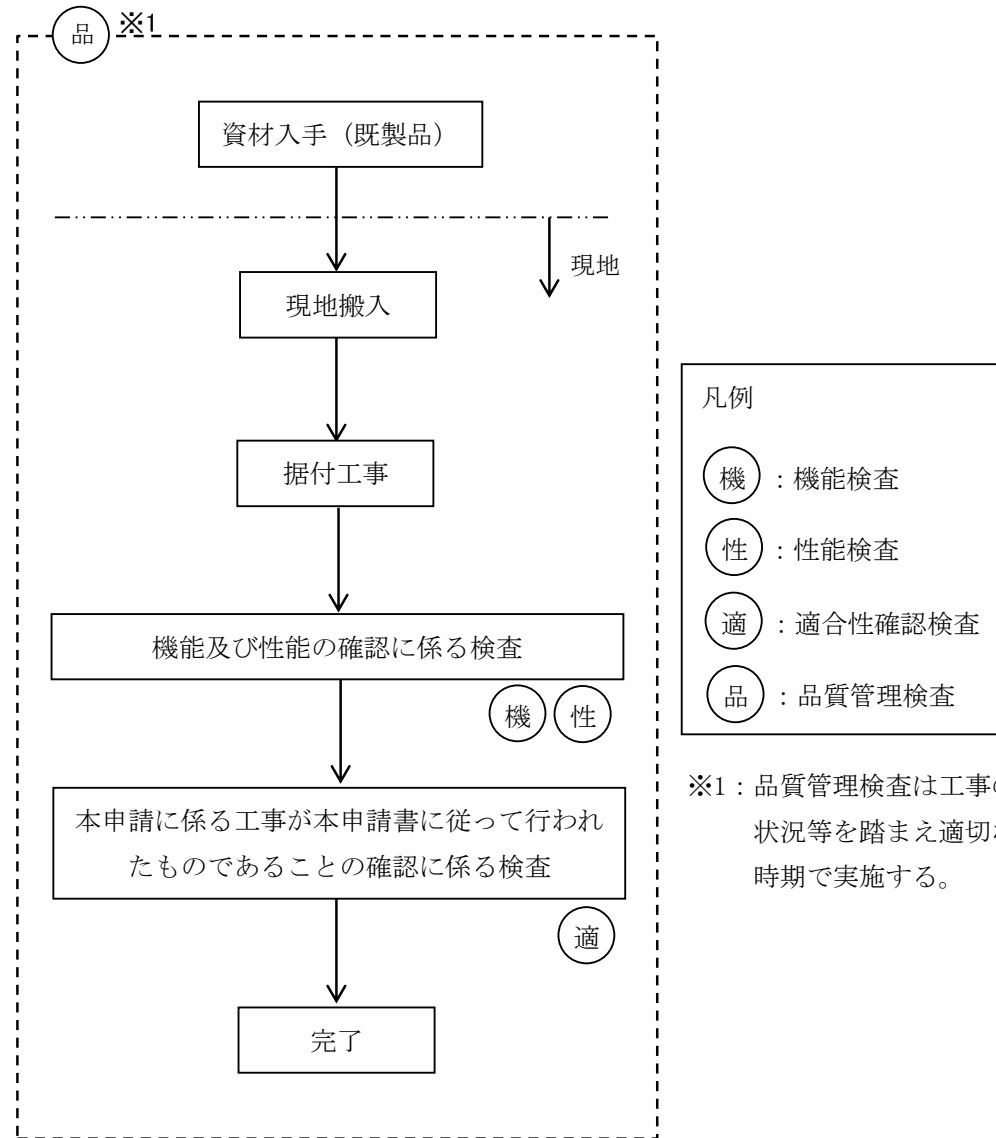 品 ※1
資材入手（既製品）
現地
現地搬入
据付工事
機能及び性能の確認に係る検査
機 性
本申請に係る工事が本申請書に従って行われ
たものであることの確認に係る検査
適
完了
凡例
機：機能検査
性：性能検査
適：適合性確認検査
品：品質管理検査
※1：品質管理検査は工事の
状況等を踏まえ適切な
時期で実施する。